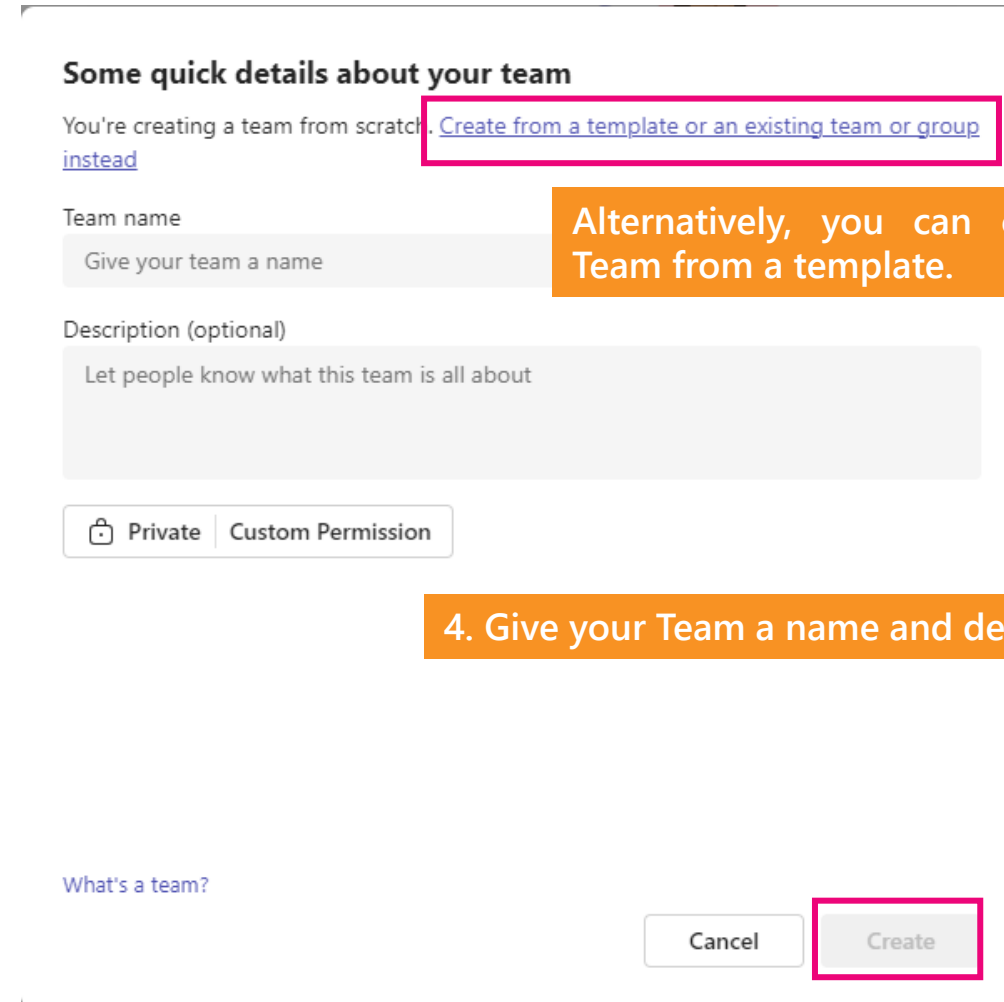 Some quick details about your team
You're creating a team from scratch. Create from a template or an existing team or group
instead
Team name
Give your team a name
Alternatively, you can
Team from a template.
Description (optional)
Let people know what this team is all about
Private Custom Permission
4. Give your Team a name and de
What's a team?
Cancel Create